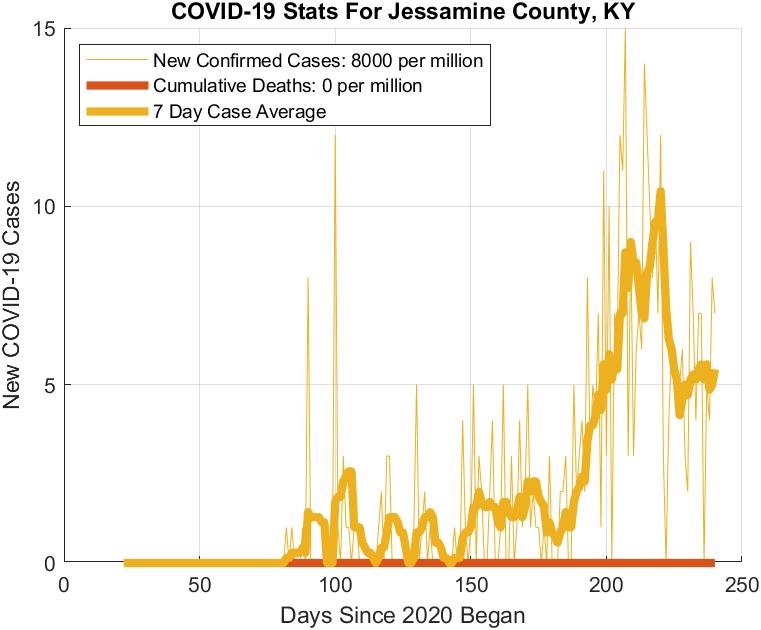 COVID-19 Stats For Jessamine County, KY
New Confirmed Cases: 8000 per million
Cumulative Deaths: 0 per million
7 Day Case Average
New COVID-19 Cases
15
10
5
0
0 50 100 150 200 250
Days Since 2020 Began